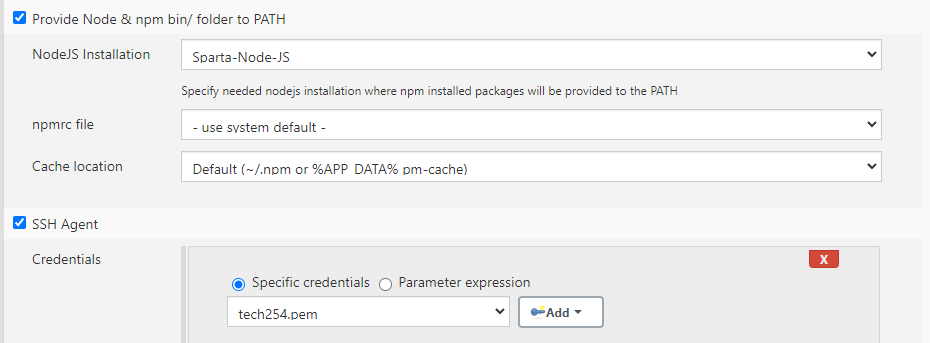 Provide Node & npm bin/ folder to PATH
NodeJS Installation
Sparta-Node-JS
Specify needed nodejs installation where npm installed packages will be provided to the PATH
npmrc file
- use system default -
Cache location
Default (~/.npm or %APP_DATA% pm-cache)
SSH Agent
Credentials
X
Specific credentials Parameter expression
tech254.pem Add